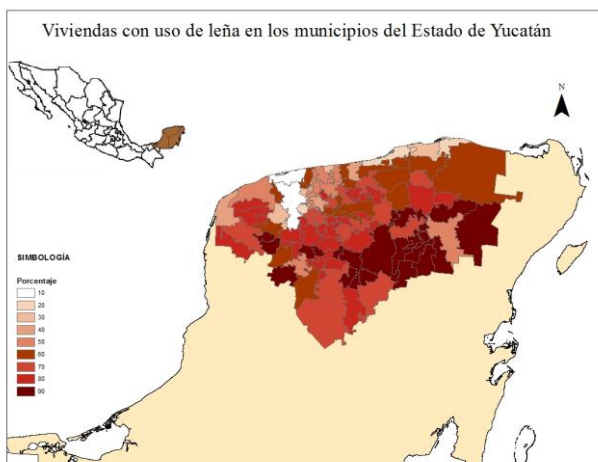 Viviendas con uso de leña en los municipios del Estado de Yucatán
N
SIMBOLOGÍA
Porcentaje
10
20
30
40
50
60
70
80
90